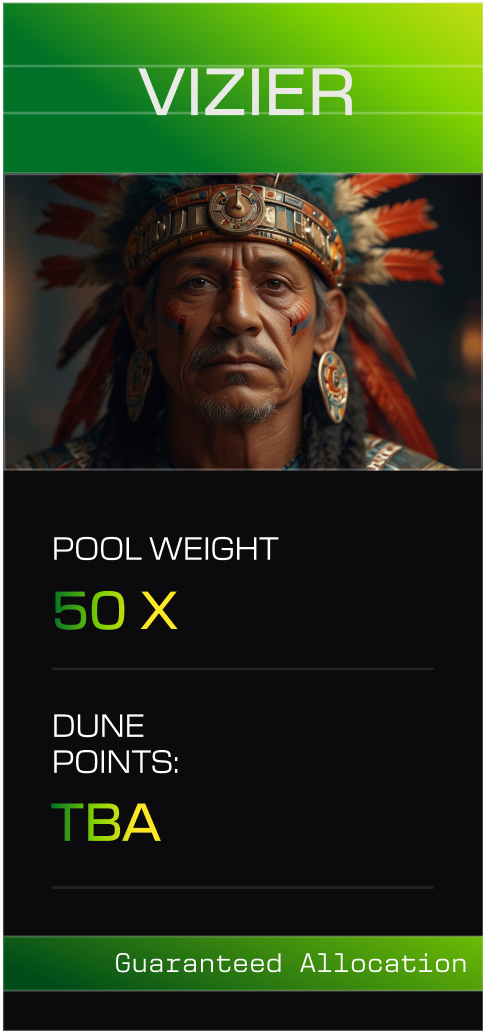 VIZIER
POOL WEIGHT
50 X
DUNE
POINTS:
TBA
Guaranteed Allocation